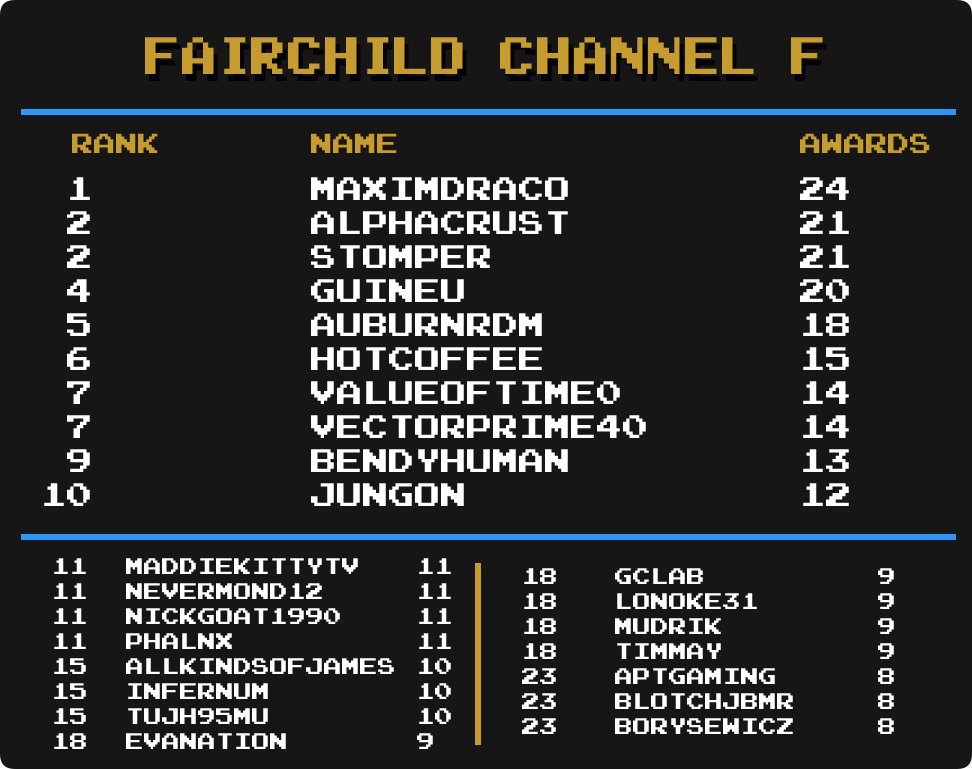 FAIRCHILD CHANNEL F
RANK NAME AWARDS
1 MAXIMDRACO 24
2 ALPHACRUST 21
2 STOMPER 21
4 GUINEU 20
5 AUBURNRDM 18
6 HOTCOFFEE 15
7 VALUEOFTIME0 14
7 VECTORPRIME40 14
9 BENDYHUMAN 13
10 JUNGON 12
11 MADDIEKITTYTV 11
11 NEVERMOND12 11
11 NICKGOAT1990 11
11 PHALNX 11
15 ALLKINDSOFJAMES 10
15 INFERNUM 10
15 TUJH95MU 10
18 EVANATION 9
18 GCLAB 9
18 LONOKE31 9
18 MUDRIK 9
18 TIMMAY 9
23 APTGAMING 8
23 BLOTCHJBMR 8
23 BORYSEWICZ 8